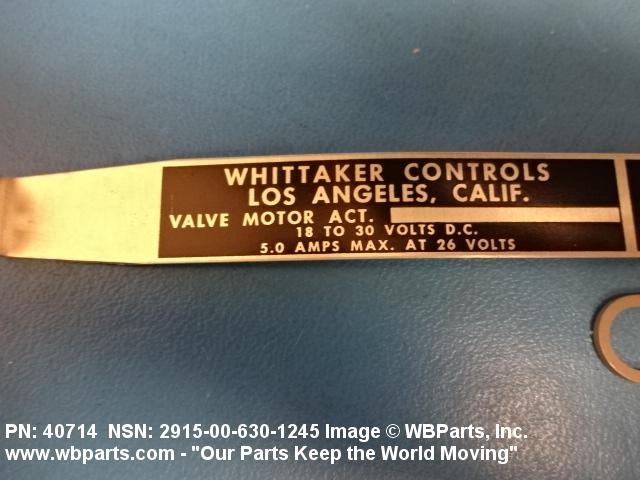 WHITTAKER CONTROLS
LOS ANGELES, CALIF.
VALVE MOTOR ACT.
18 TO 30 VOLTS D.C.
5.0 AMPS MAX. AT 26 VOLTS
PN: 40714 NSN: 2915-00-630-1245 Image © WBParts, Inc.
www.wbparts.com - "Our Parts Keep the World Moving"